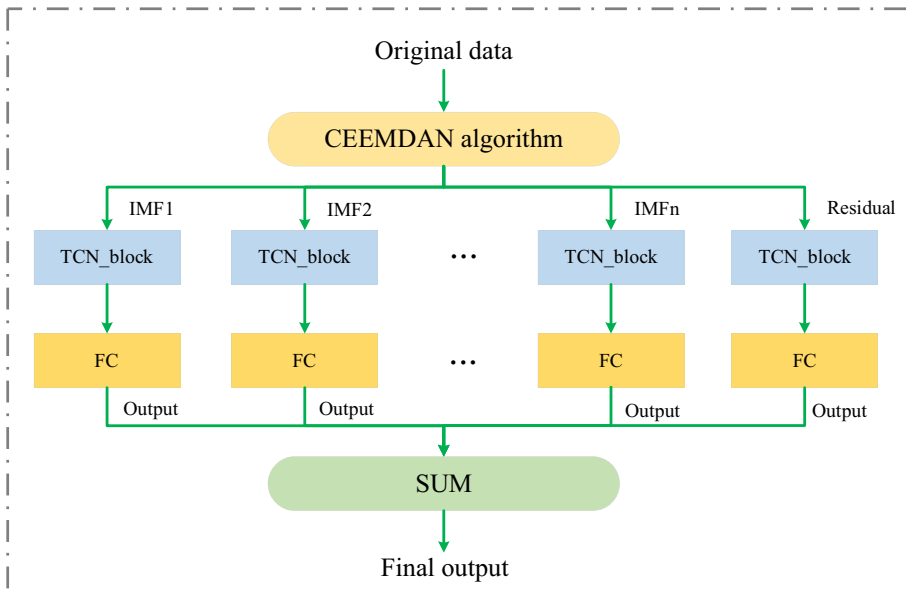 Original data
CEEMDAN algorithm
IMF1
IMF2
IMFn
Residual
TCN_block
TCN_block
...
TCN_block
TCN_block
FC
FC
...
FC
FC
Output
Output
Output
Output
SUM
Final output